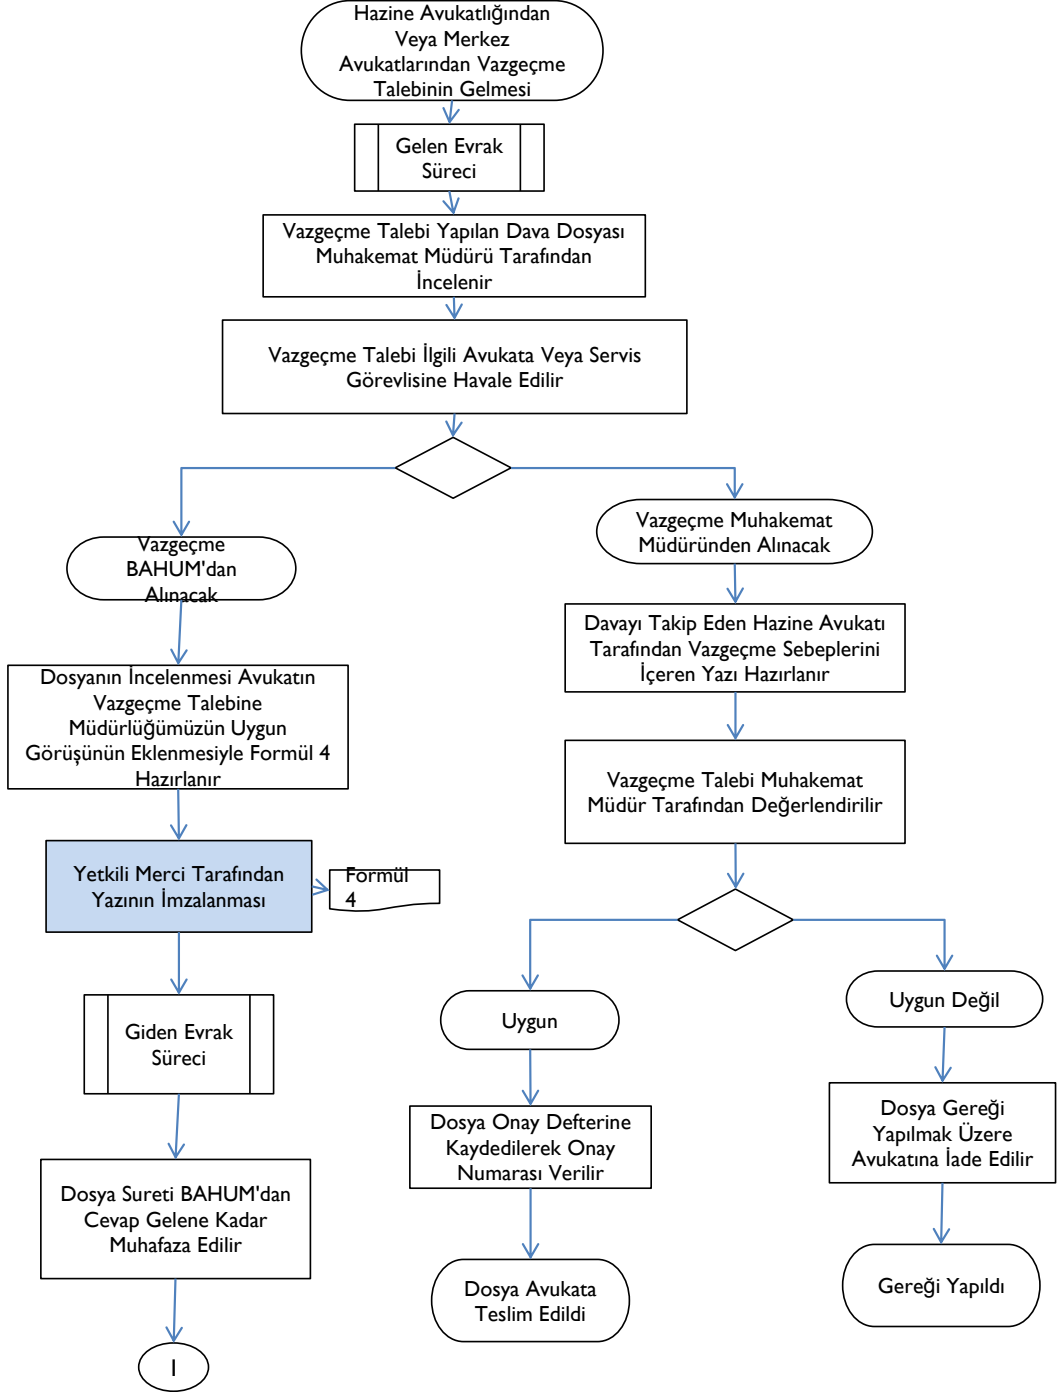 Hazine Avukatlığından
Veya Merkez
Avukatlarından Vazgeçme
Talebinin Gelmesi
Gelen Evrak
Süreci
Vazgeçme Talebi Yapılan Dava Dosyası
Muhakemat Müdürü Tarafından
İncelenir
Vazgeçme Talebi İlgili Avukata Veya Servis
Görevlisine Havale Edilir
Vazgeçme
BAHUM'dan
Alınacak
Dosyanın İncelenmesi Avukatın
Vazgeçme Talebine
Müdürlüğümüzün Uygun
Görüşünün Eklenmesiyle Formül 4
Hazırlanır
Yetkili Merci Tarafından
Yazının İmzalanması
Formül
4
Giden Evrak
Süreci
Dosya Sureti BAHUM'dan
Cevap Gelene Kadar
Muhafaza Edilir
I
Vazgeçme Muhakemat
Müdüründen Alınacak
Davayı Takip Eden Hazine Avukatı
Tarafından Vazgeçme Sebeplerini
İçeren Yazı Hazırlanır
Vazgeçme Talebi Muhakemat
Müdür Tarafından Değerlendirilir
Uygun
Dosya Onay Defterine
Kaydedilerek Onay
Numarası Verilir
Dosya Avukata
Teslim Edildi
Uygun Değil
Dosya Gereği
Yapılmak Üzere
Avukatına İade Edilir
Gereği Yapıldı